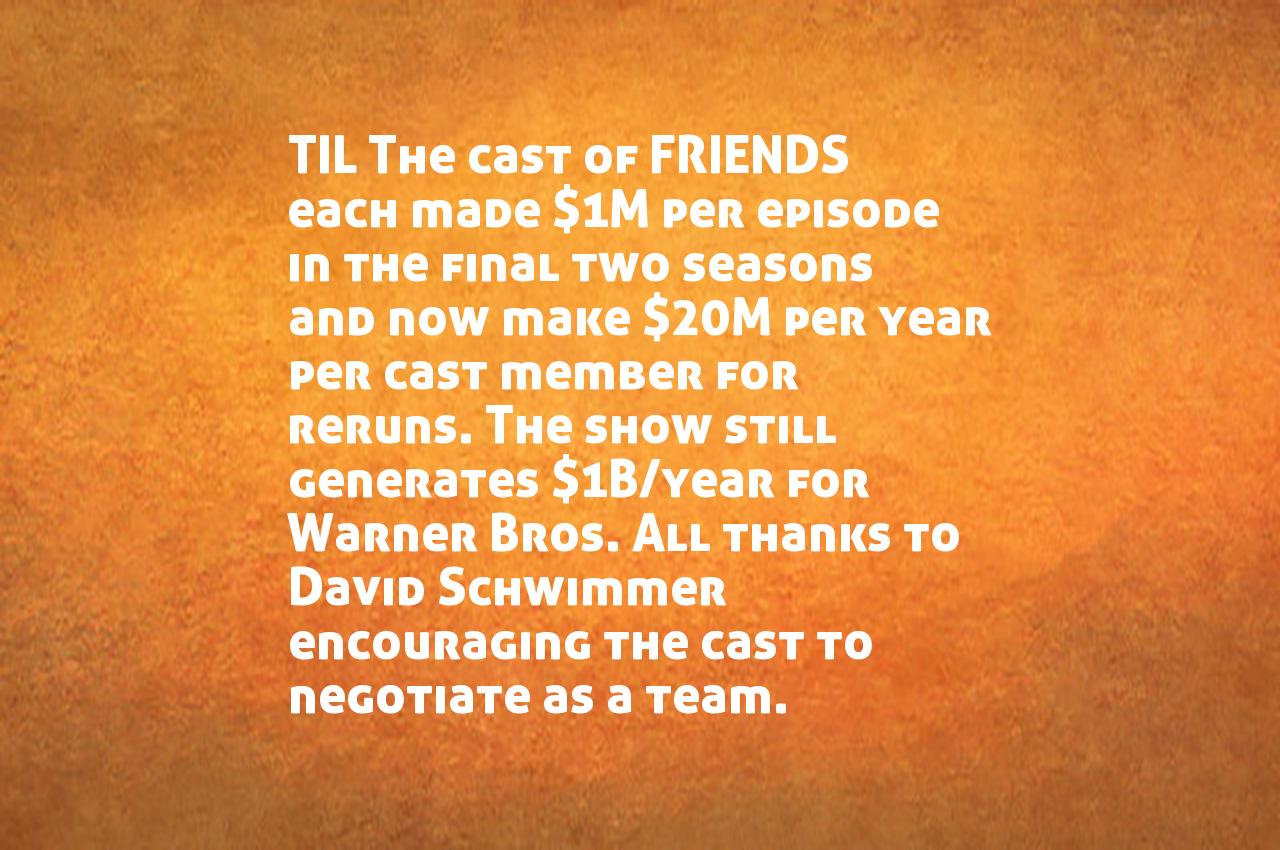 TIL The cast of FRIENDS
each made $1M per episode
in the final two seasons
and now make $20M per year
per cast member for
reruns. The show still
generates $1B/year for
Warner Bros. All thanks to
David Schwimmer
encouraging the cast to
negotiate as a team.